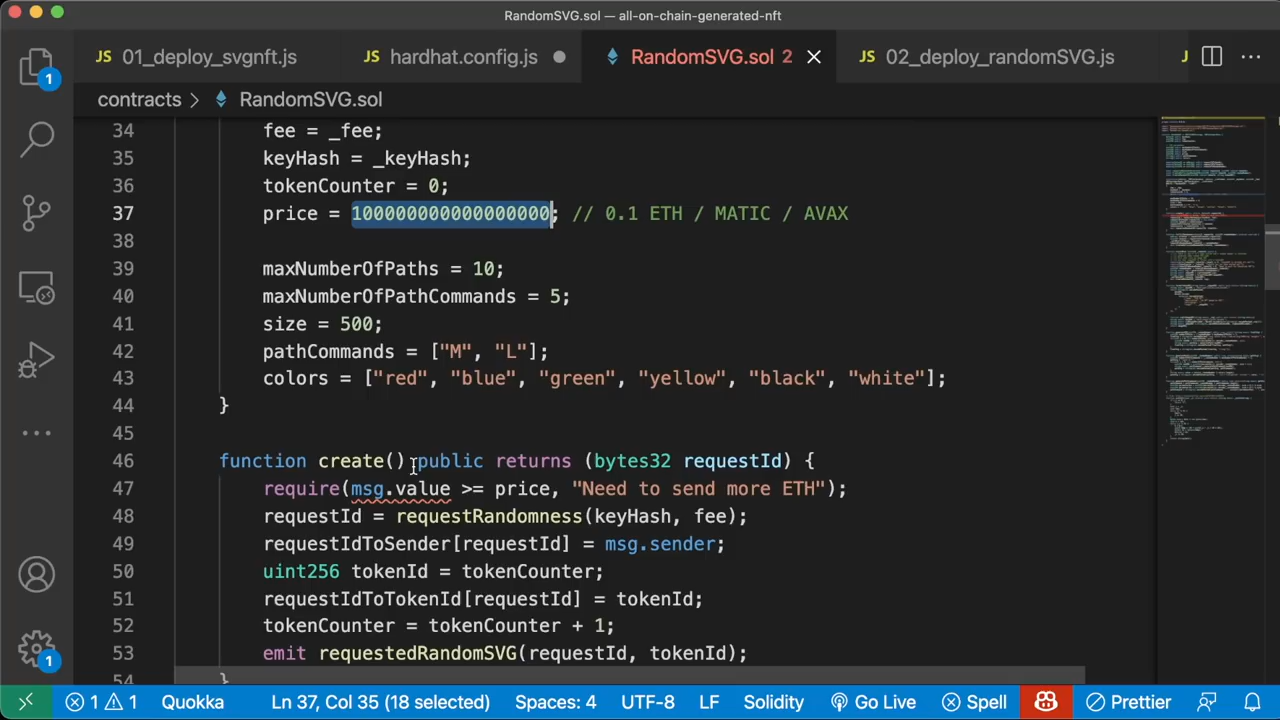 RandomSVG.sol — all-on-chain-generated-nft
JS 01_deploy_svgnft.js JS hardhat.config.js RandomSVG.sol 2 JS 02_deploy_randomSVG.js
contracts > RandomSVG.sol
34 fee = _fee;
35 keyHash = _keyHash;
36 tokenCounter = 0;
37 price = 100000000000000000; // 0.1 ETH / MATIC / AVAX
38
39 maxNumberOfPaths = 10;
40 maxNumberOfPathCommands = 5;
41 size = 500;
42 pathCommands = ["M", "L"];
43 colors = ["red", "blue", "green", "yellow", "black", "white"];
44 }
45
46 function create() public returns (bytes32 requestId) {
47 require(msg.value >= price, "Need to send more ETH");
48 requestId = requestRandomness(keyHash, fee);
49 requestIdToSender[requestId] = msg.sender;
50 uint256 tokenId = tokenCounter;
51 requestIdToTokenId[requestId] = tokenId;
52 tokenCounter = tokenCounter + 1;
53 emit requestedRandomSVG(requestId, tokenId);
54 }
1
1
1 1 Quokka Ln 37, Col 35 (18 selected) Spaces: 4 UTF-8 LF Solidity Go Live Spell Prettier